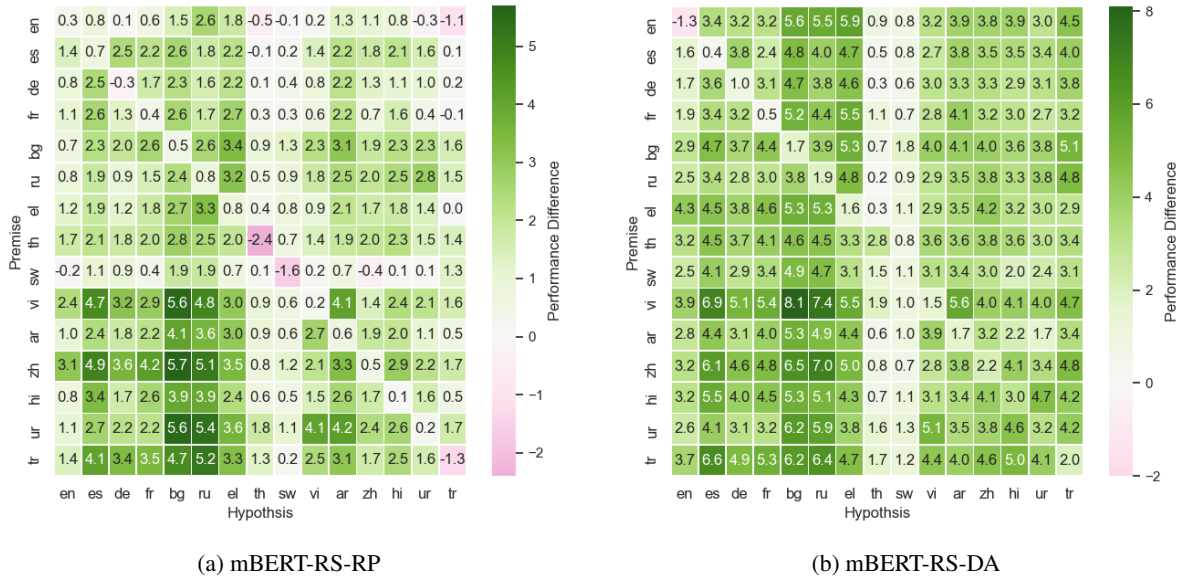 en 0.3 0.8 0.1 0.6 1.5 2.6 1.8 -0.5 -0.1 0.6 1.3 1.1 0.8 -0.3 -1.1
es 1.4 0.7 2.5 2.2 2.6 1.8 2.2 -0.1 0.2 1.4 2.2 1.8 2.1 1.6 0.1
de 0.8 2.5 -0.3 1.7 2.3 1.6 2.2 0.1 0.4 0.8 2.2 1.3 1.1 1.0 0.2
fr 1.1 2.6 1.3 0.4 2.6 1.7 2.7 0.3 0.3 0.6 2.2 0.7 1.6 0.4 -0.1
bg 0.7 2.3 2.0 2.6 0.5 2.6 3.4 0.9 1.3 2.3 3.1 1.9 2.3 2.3 1.6
ru 0.8 1.9 0.9 1.5 2.4 0.8 3.2 0.5 0.9 1.8 2.5 2.0 2.5 2.8 1.5
el 1.2 1.9 1.2 1.8 2.7 3.3 0.8 0.4 0.8 0.9 2.1 1.7 1.8 1.4 0.0
th 1.7 2.1 1.8 2.0 2.8 2.5 2.0 -2.4 0.7 1.4 1.9 2.0 2.3 1.5 1.4
sw -0.2 1.1 0.9 0.4 1.9 1.9 0.7 0.1 -1.6 0.2 0.7 -0.4 0.1 0.1 1.3
vi 2.4 4.7 3.2 2.9 5.6 4.8 3.0 0.9 0.6 0.2 4.1 1.4 2.4 2.1 1.6
ar 1.0 2.4 1.8 2.2 4.1 3.6 3.0 0.9 0.6 2.7 0.6 1.9 2.0 1.1 0.5
zh 3.1 4.9 3.6 4.2 5.7 5.1 3.5 0.8 1.2 2.1 3.3 0.5 2.9 2.2 1.7
hi 0.8 3.4 1.7 2.6 3.9 3.9 2.4 0.6 0.5 1.5 2.6 1.7 0.1 1.6 0.5
ur 1.1 2.7 2.2 2.2 5.6 5.4 3.6 1.8 1.1 4.1 4.2 2.4 2.6 0.2 1.7
tr 1.4 4.1 3.4 3.5 4.7 5.2 3.3 1.3 0.2 2.5 3.1 1.7 2.5 1.6 -1.3
en es de fr bg ru el th sw vi ar zh hi ur tr
Hypothsis
Premise
5
4
3
2
1
0
−1
−2
Performance Difference
(a) mBERT-RS-RP
en -1.3 3.4 3.2 3.2 5.6 5.5 5.9 0.9 0.8 3.2 3.9 3.8 3.9 3.0 4.5
es 1.6 0.4 3.8 2.4 4.8 4.0 4.7 0.5 0.8 2.7 3.8 3.5 3.4 3.4 4.0
de 1.7 3.6 1.0 3.1 4.7 3.8 4.6 0.3 0.6 3.0 3.3 3.3 2.9 3.1 3.8
fr 1.9 3.4 3.2 0.5 5.2 4.4 5.5 1.1 0.7 2.8 4.1 3.2 3.0 2.7 3.2
bg 2.9 4.7 3.7 4.4 1.7 3.9 5.3 0.7 1.8 4.0 4.1 4.0 3.6 3.8 5.1
ru 2.5 3.4 2.8 3.0 3.8 1.9 4.8 0.2 0.9 2.9 3.5 3.8 3.3 3.8 4.8
el 4.3 4.5 3.8 4.6 5.3 5.3 1.6 0.3 1.1 2.9 3.5 4.2 3.2 3.0 2.9
th 3.2 4.5 3.7 4.1 4.6 4.5 3.3 2.8 0.8 3.6 3.6 3.8 3.6 3.0 3.4
sw 2.5 4.1 2.9 3.4 4.9 4.7 3.1 1.5 1.1 3.1 3.4 3.0 2.0 2.4 3.1
vi 3.9 6.9 5.1 5.4 8.1 7.4 5.5 1.9 1.0 1.5 5.6 4.0 4.1 4.0 4.7
ar 2.8 4.4 3.1 4.0 5.3 4.9 4.4 0.6 1.0 3.9 1.7 3.2 2.2 1.7 3.4
zh 3.2 6.1 4.6 4.8 6.5 7.0 5.0 0.8 0.7 2.8 3.8 2.2 4.1 3.4 4.8
hi 3.2 5.5 4.0 4.5 5.3 5.1 3.8 0.7 1.1 3.1 3.4 4.1 3.0 4.7 4.2
ur 2.6 4.1 3.1 3.2 6.2 5.9 3.8 1.0 1.1 5.1 3.5 3.8 4.6 3.2 4.2
tr 3.7 6.6 4.9 5.3 6.2 6.4 4.7 1.7 1.2 4.4 4.0 4.6 5.0 4.1 2.0
en es de fr bg ru el th sw vi ar zh hi ur tr
Hypothsis
Premise
8
6
4
2
0
−2
Performance Difference
(b) mBERT-RS-DA